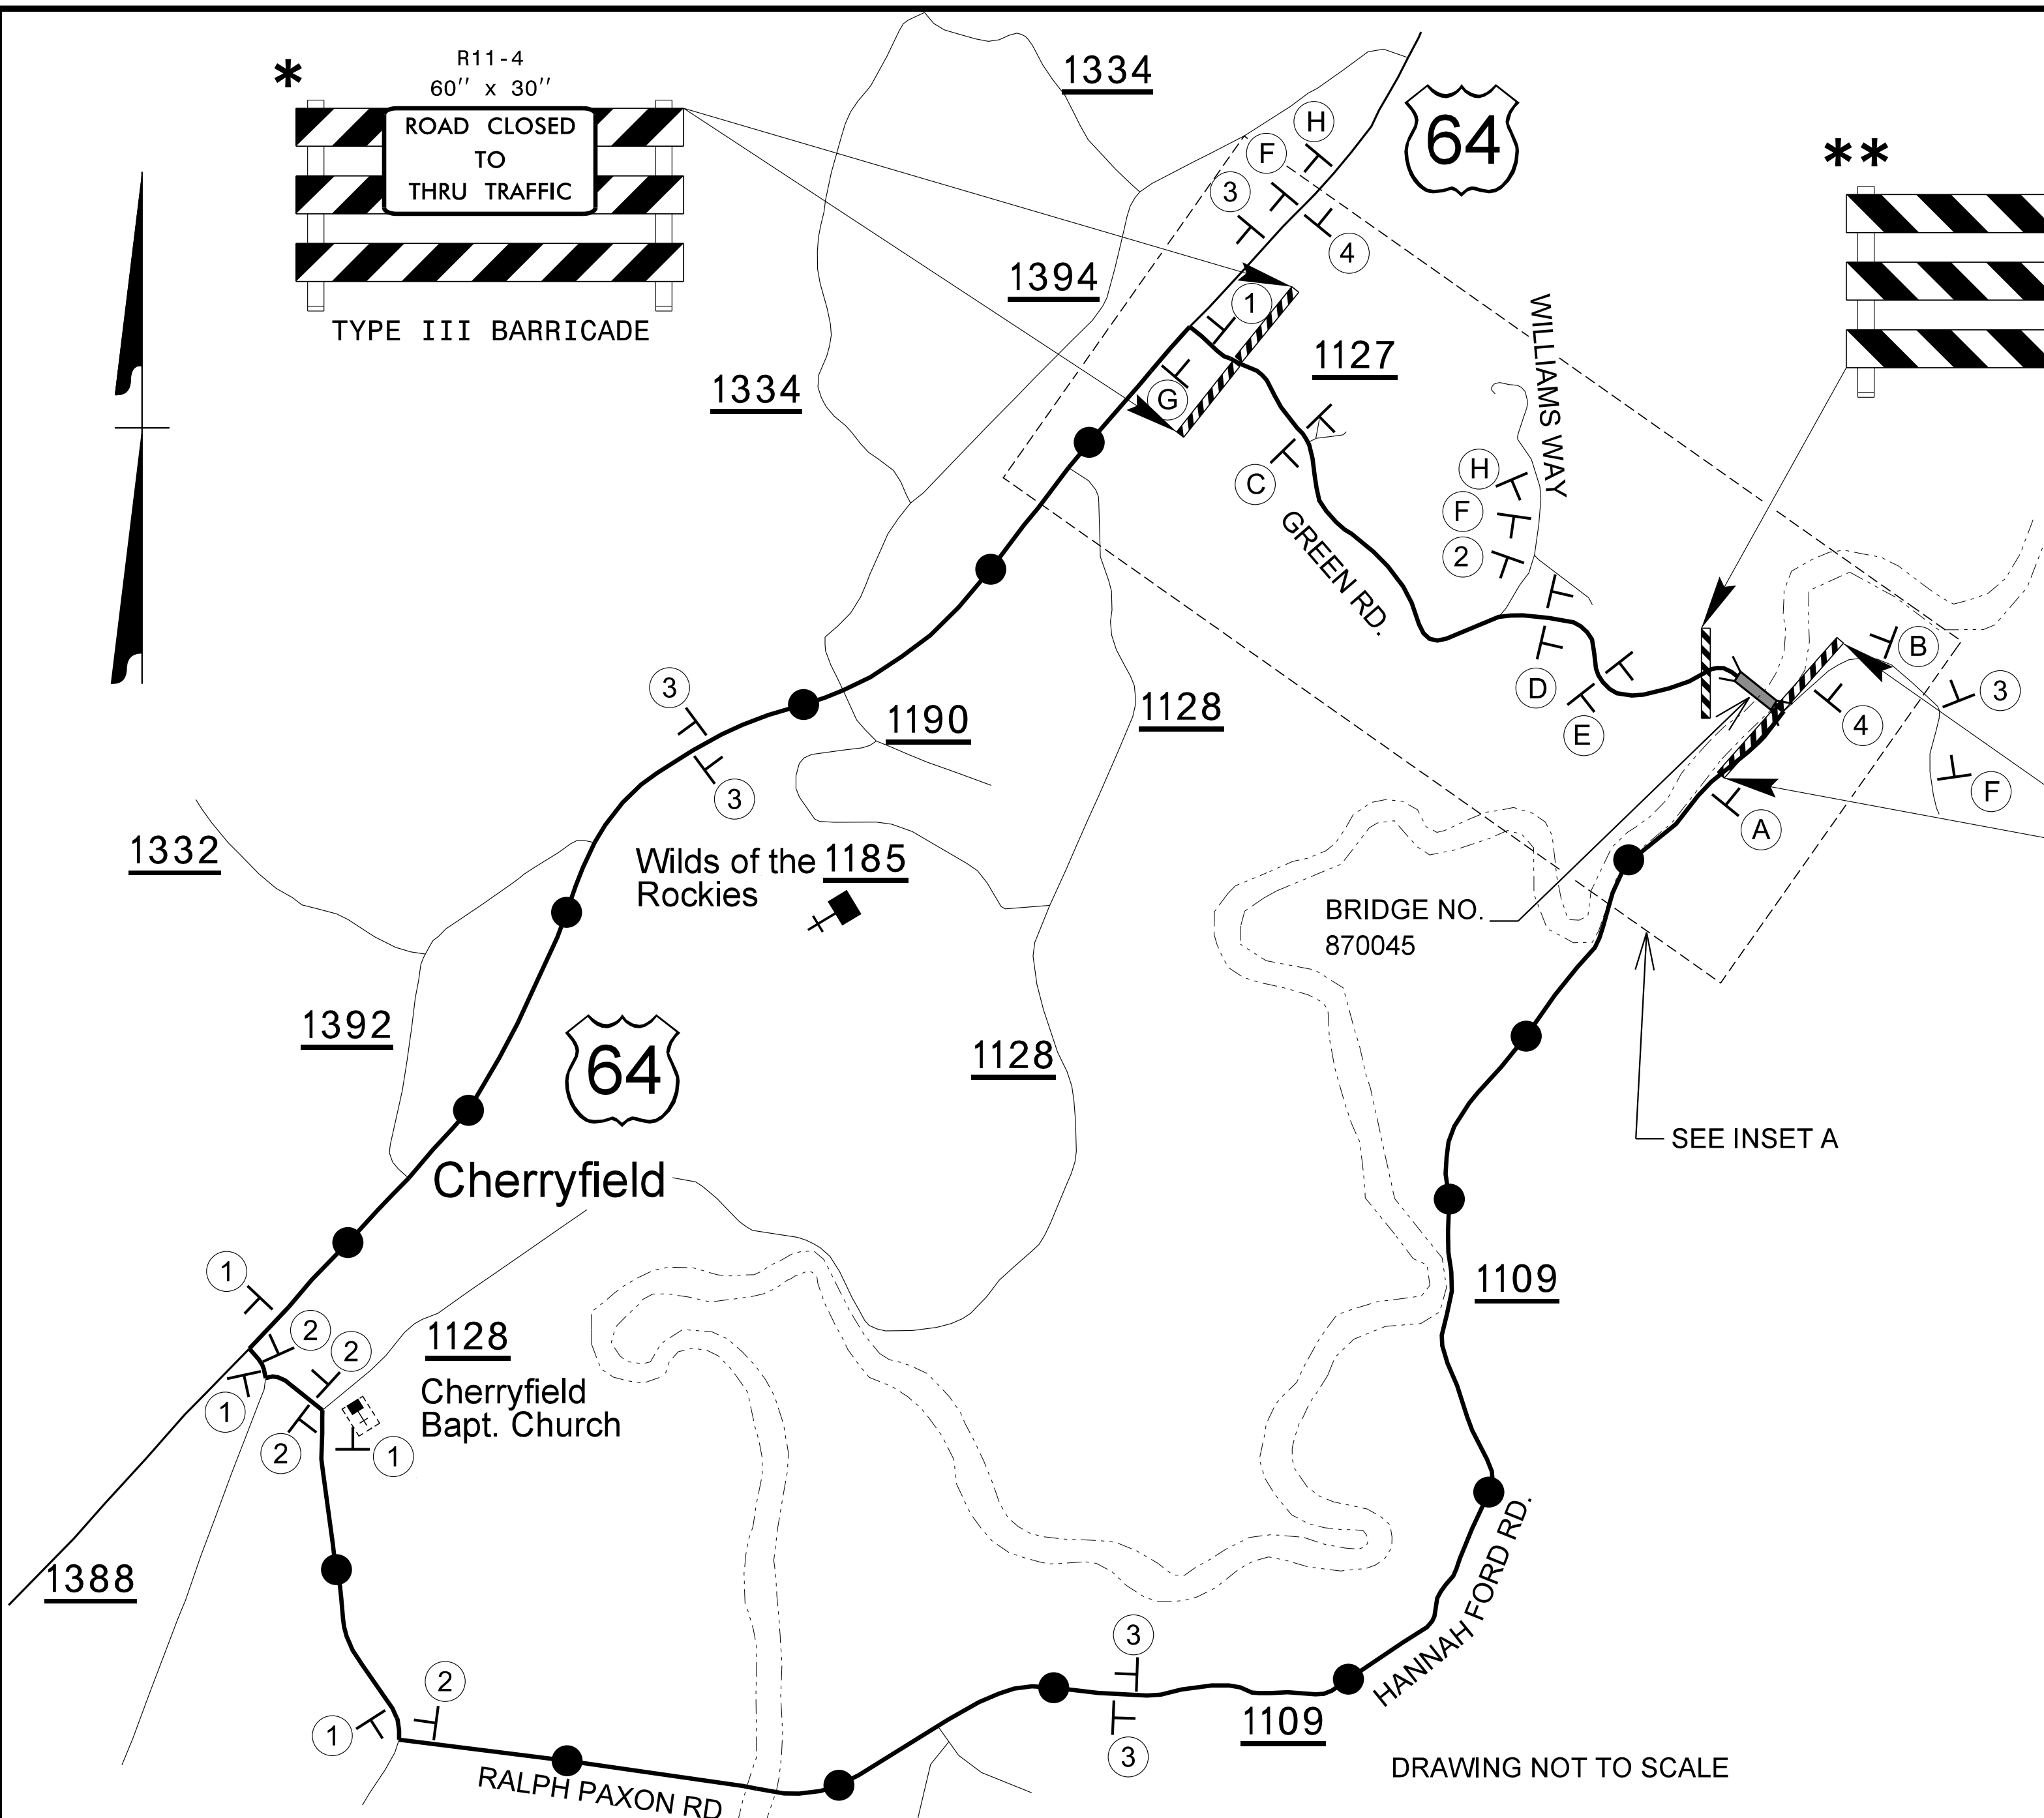 *
R11-4
60" x 30"
ROAD CLOSED
TO
THRU TRAFFIC
TYPE III BARRICADE
1334
64
**
H
F
3
4
1394
1
1127
G
1334
C
GREEN RD.
WILLIAMS WAY
H
F
2
D
E
B
3
4
F
A
3
3
1190
1128
1332
Wilds of the
Rockies
1185
BRIDGE NO.
870045
1392
64
1128
SEE INSET A
Cherryfield
1109
1
2
2
1
2
1
1128
Cherryfield
Bapt. Church
1388
HANNAH FORD RD.
2
1
3
3
1109
RALPH PAXON RD
DRAWING NOT TO SCALE